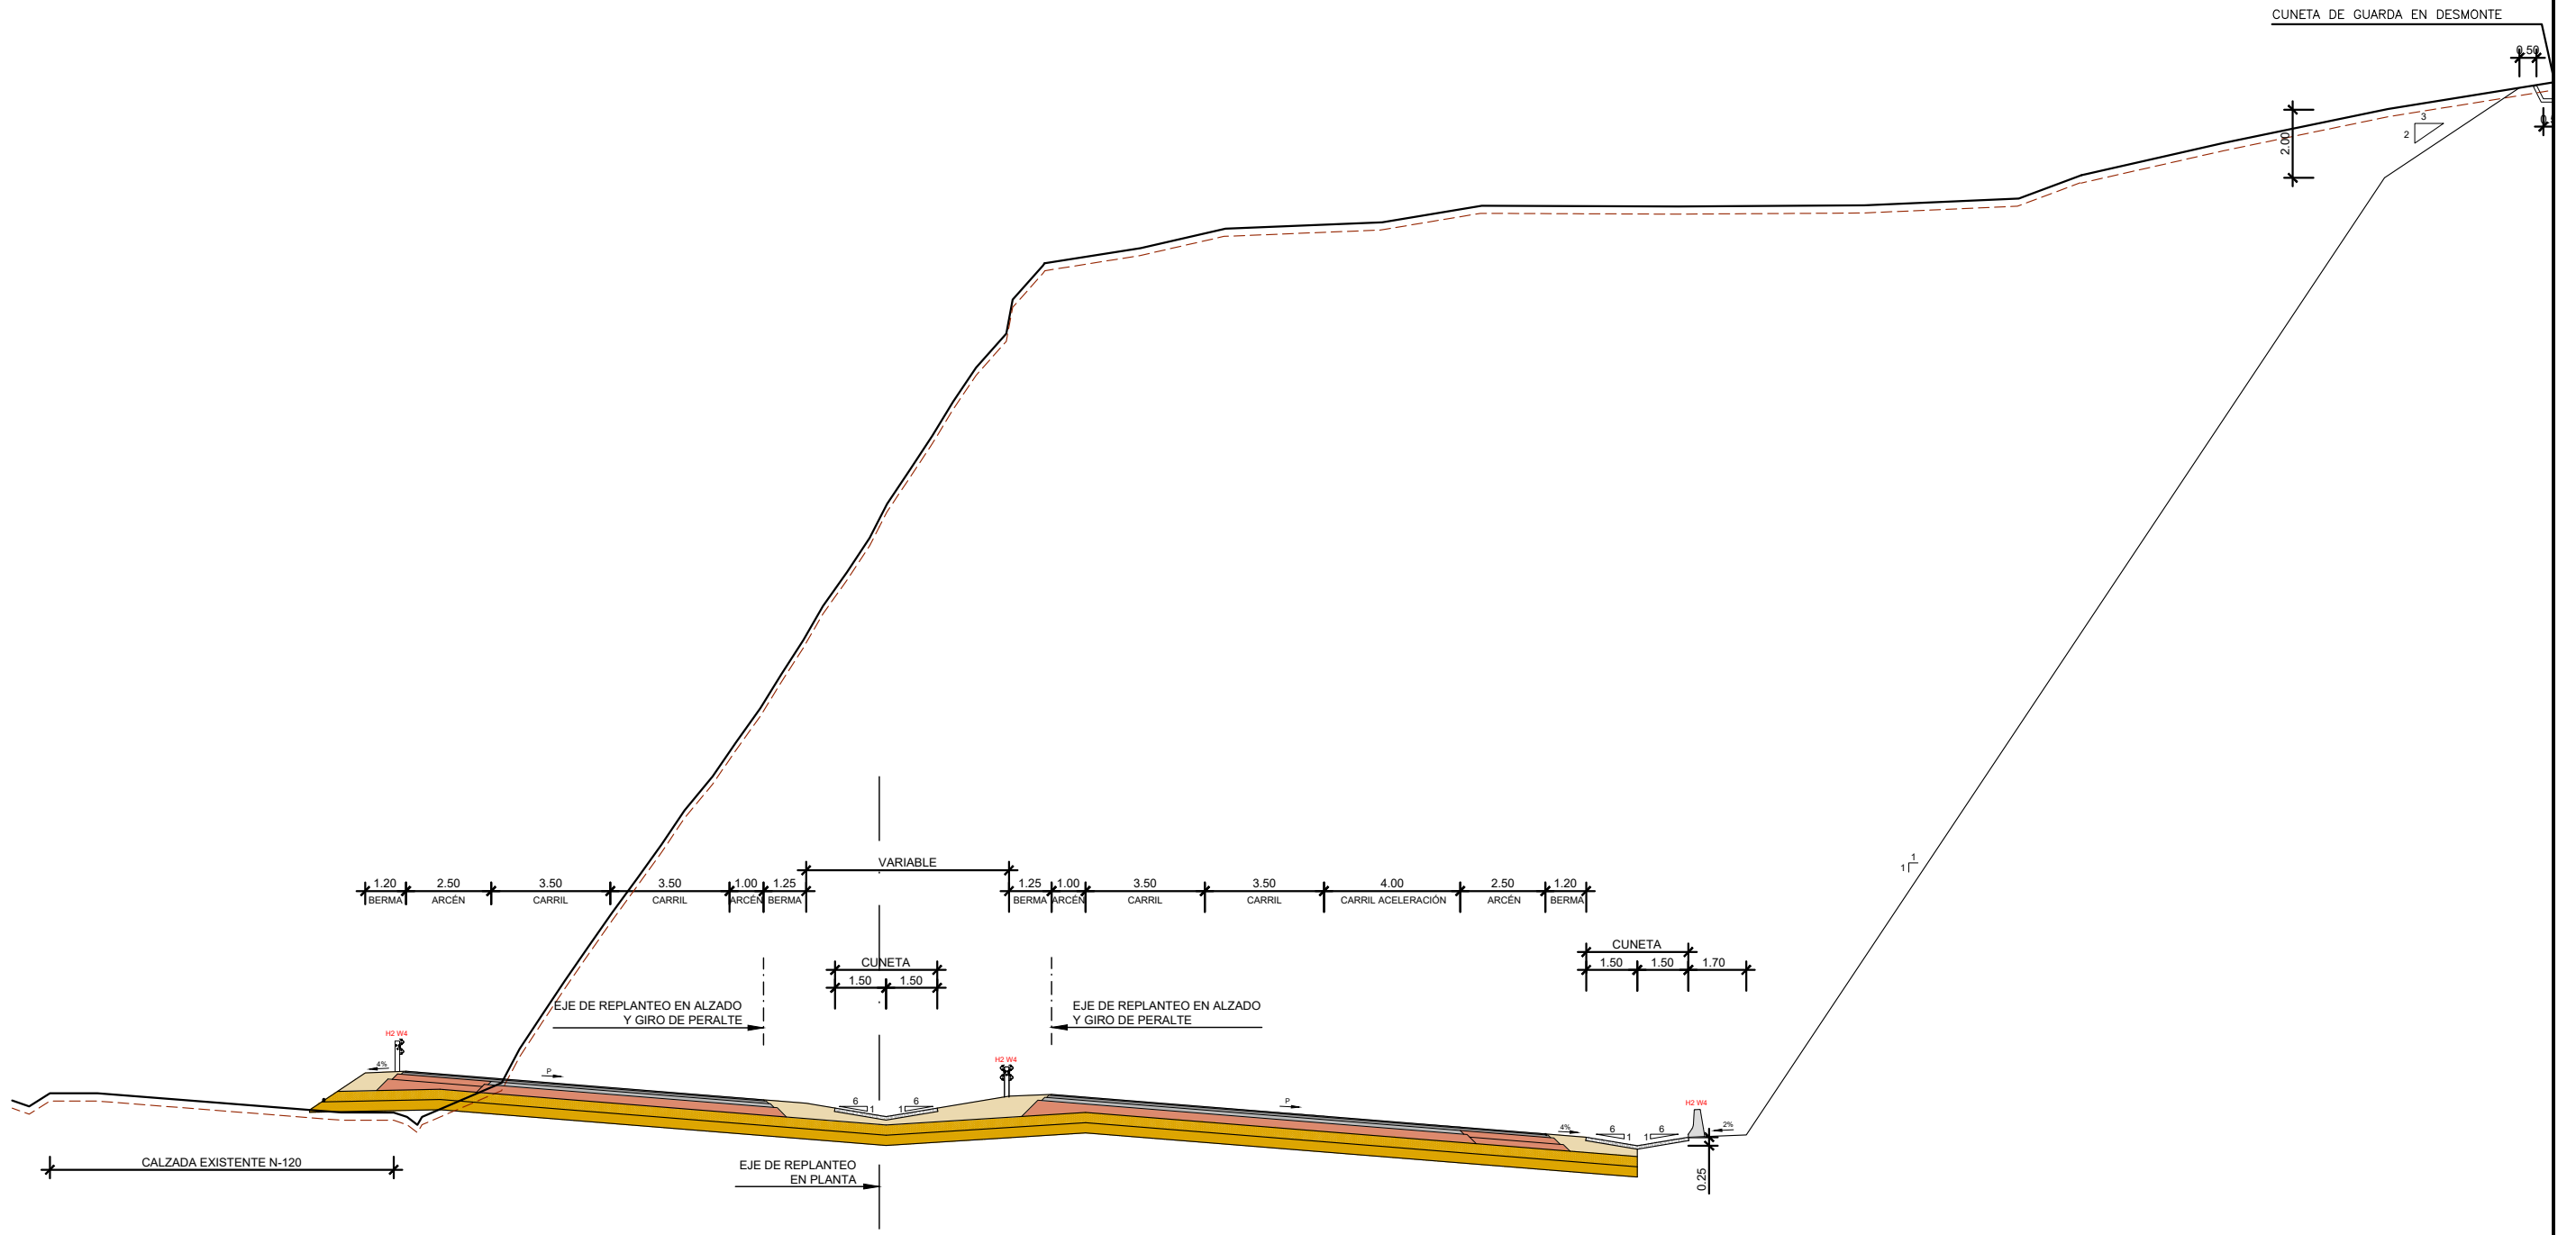 CUNETA DE GUARDA EN DESMONTE
0.50
3
2
2.00
1
1
VARIABLE
1.20 2.50 3.50 3.50 1.00 1.25
BERMA ARCÉN CARRIL CARRIL ARCÉN BERMA
1.25 1.00 3.50 3.50 4.00 2.50 1.20
BERMA ARCÉN CARRIL CARRIL CARRIL ACELERACIÓN ARCÉN BERMA
CUNETA
1.50 1.50
CUNETA
1.50 1.50 1.70
EJE DE REPLANTEO EN ALZADO
Y GIRO DE PERALTE
EJE DE REPLANTEO EN ALZADO
Y GIRO DE PERALTE
H2 W4
4%
P
H2 W4
6 1 1 6
P
H2 W4
4%
6 1 1 6
2%
0.25
CALZADA EXISTENTE N-120
EJE DE REPLANTEO
EN PLANTA